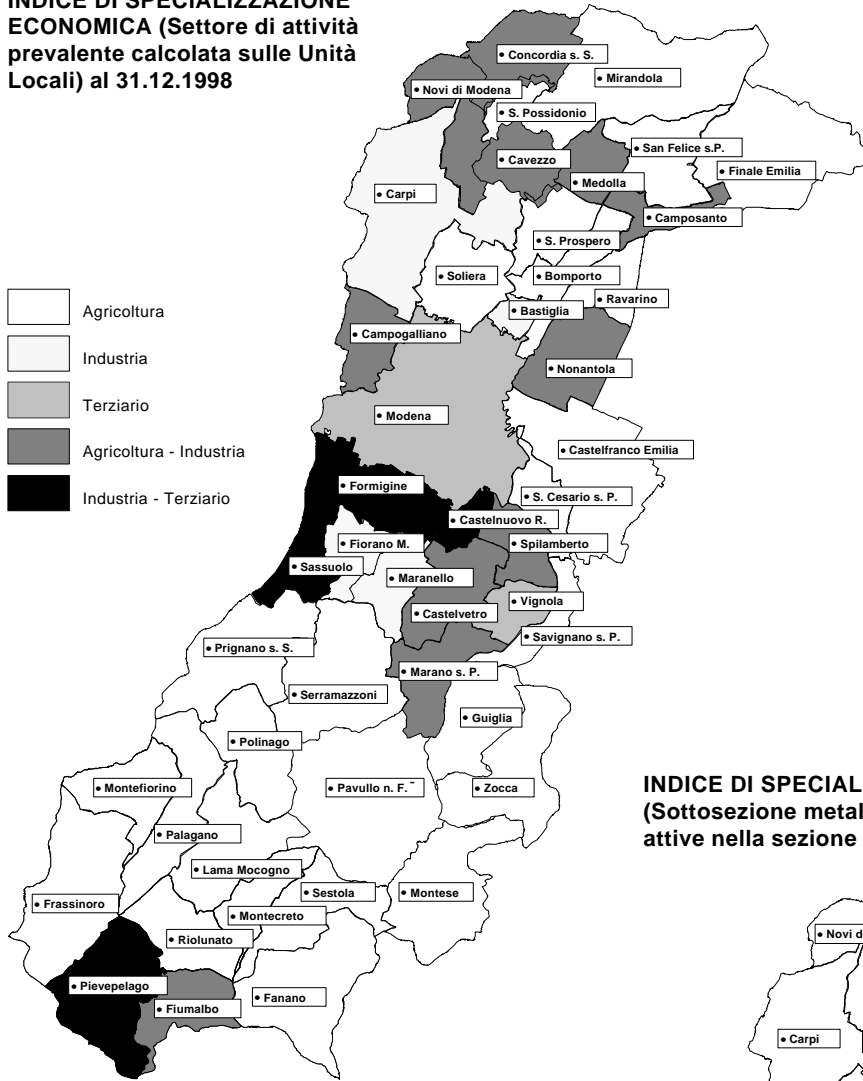 INDICE DI SPECIALIZZAZIONE
ECONOMICA (Settore di attività
prevalente calcolata sulle Unità
Locali) al 31.12.1998
Concordia s. S.
Mirandola
Novi di Modena
S. Possidonio
San Felice s.P.
Cavezzo
Finale Emilia
Medolla
Carpi
Camposanto
S. Prospero
Soliera
Bomporto
Ravarino
Bastiglia
Agricoltura
Industria
Terziario
Agricoltura - Industria
Industria - Terziario
Campogalliano
Nonantola
Modena
Castelfranco Emilia
Formigine
S. Cesario s. P.
Castelnuovo R.
Fiorano M.
Spilamberto
Sassuolo
Maranello
Vignola
Castelvetro
Savignano s. P.
Prignano s. S.
Marano s. P.
Serramazzoni
Guiglia
Polinago
Montefiorino
Pavullo n. F.
Zocca
Palagano
Lama Mocogno
Sestola
Montese
Frassinoro
Montecreto
Riolunato
Pievepelago
Fanano
Fiumalbo
INDICE DI SPECIAL
(Sottosezione metal
attive nella sezione
Novi d
Carpi